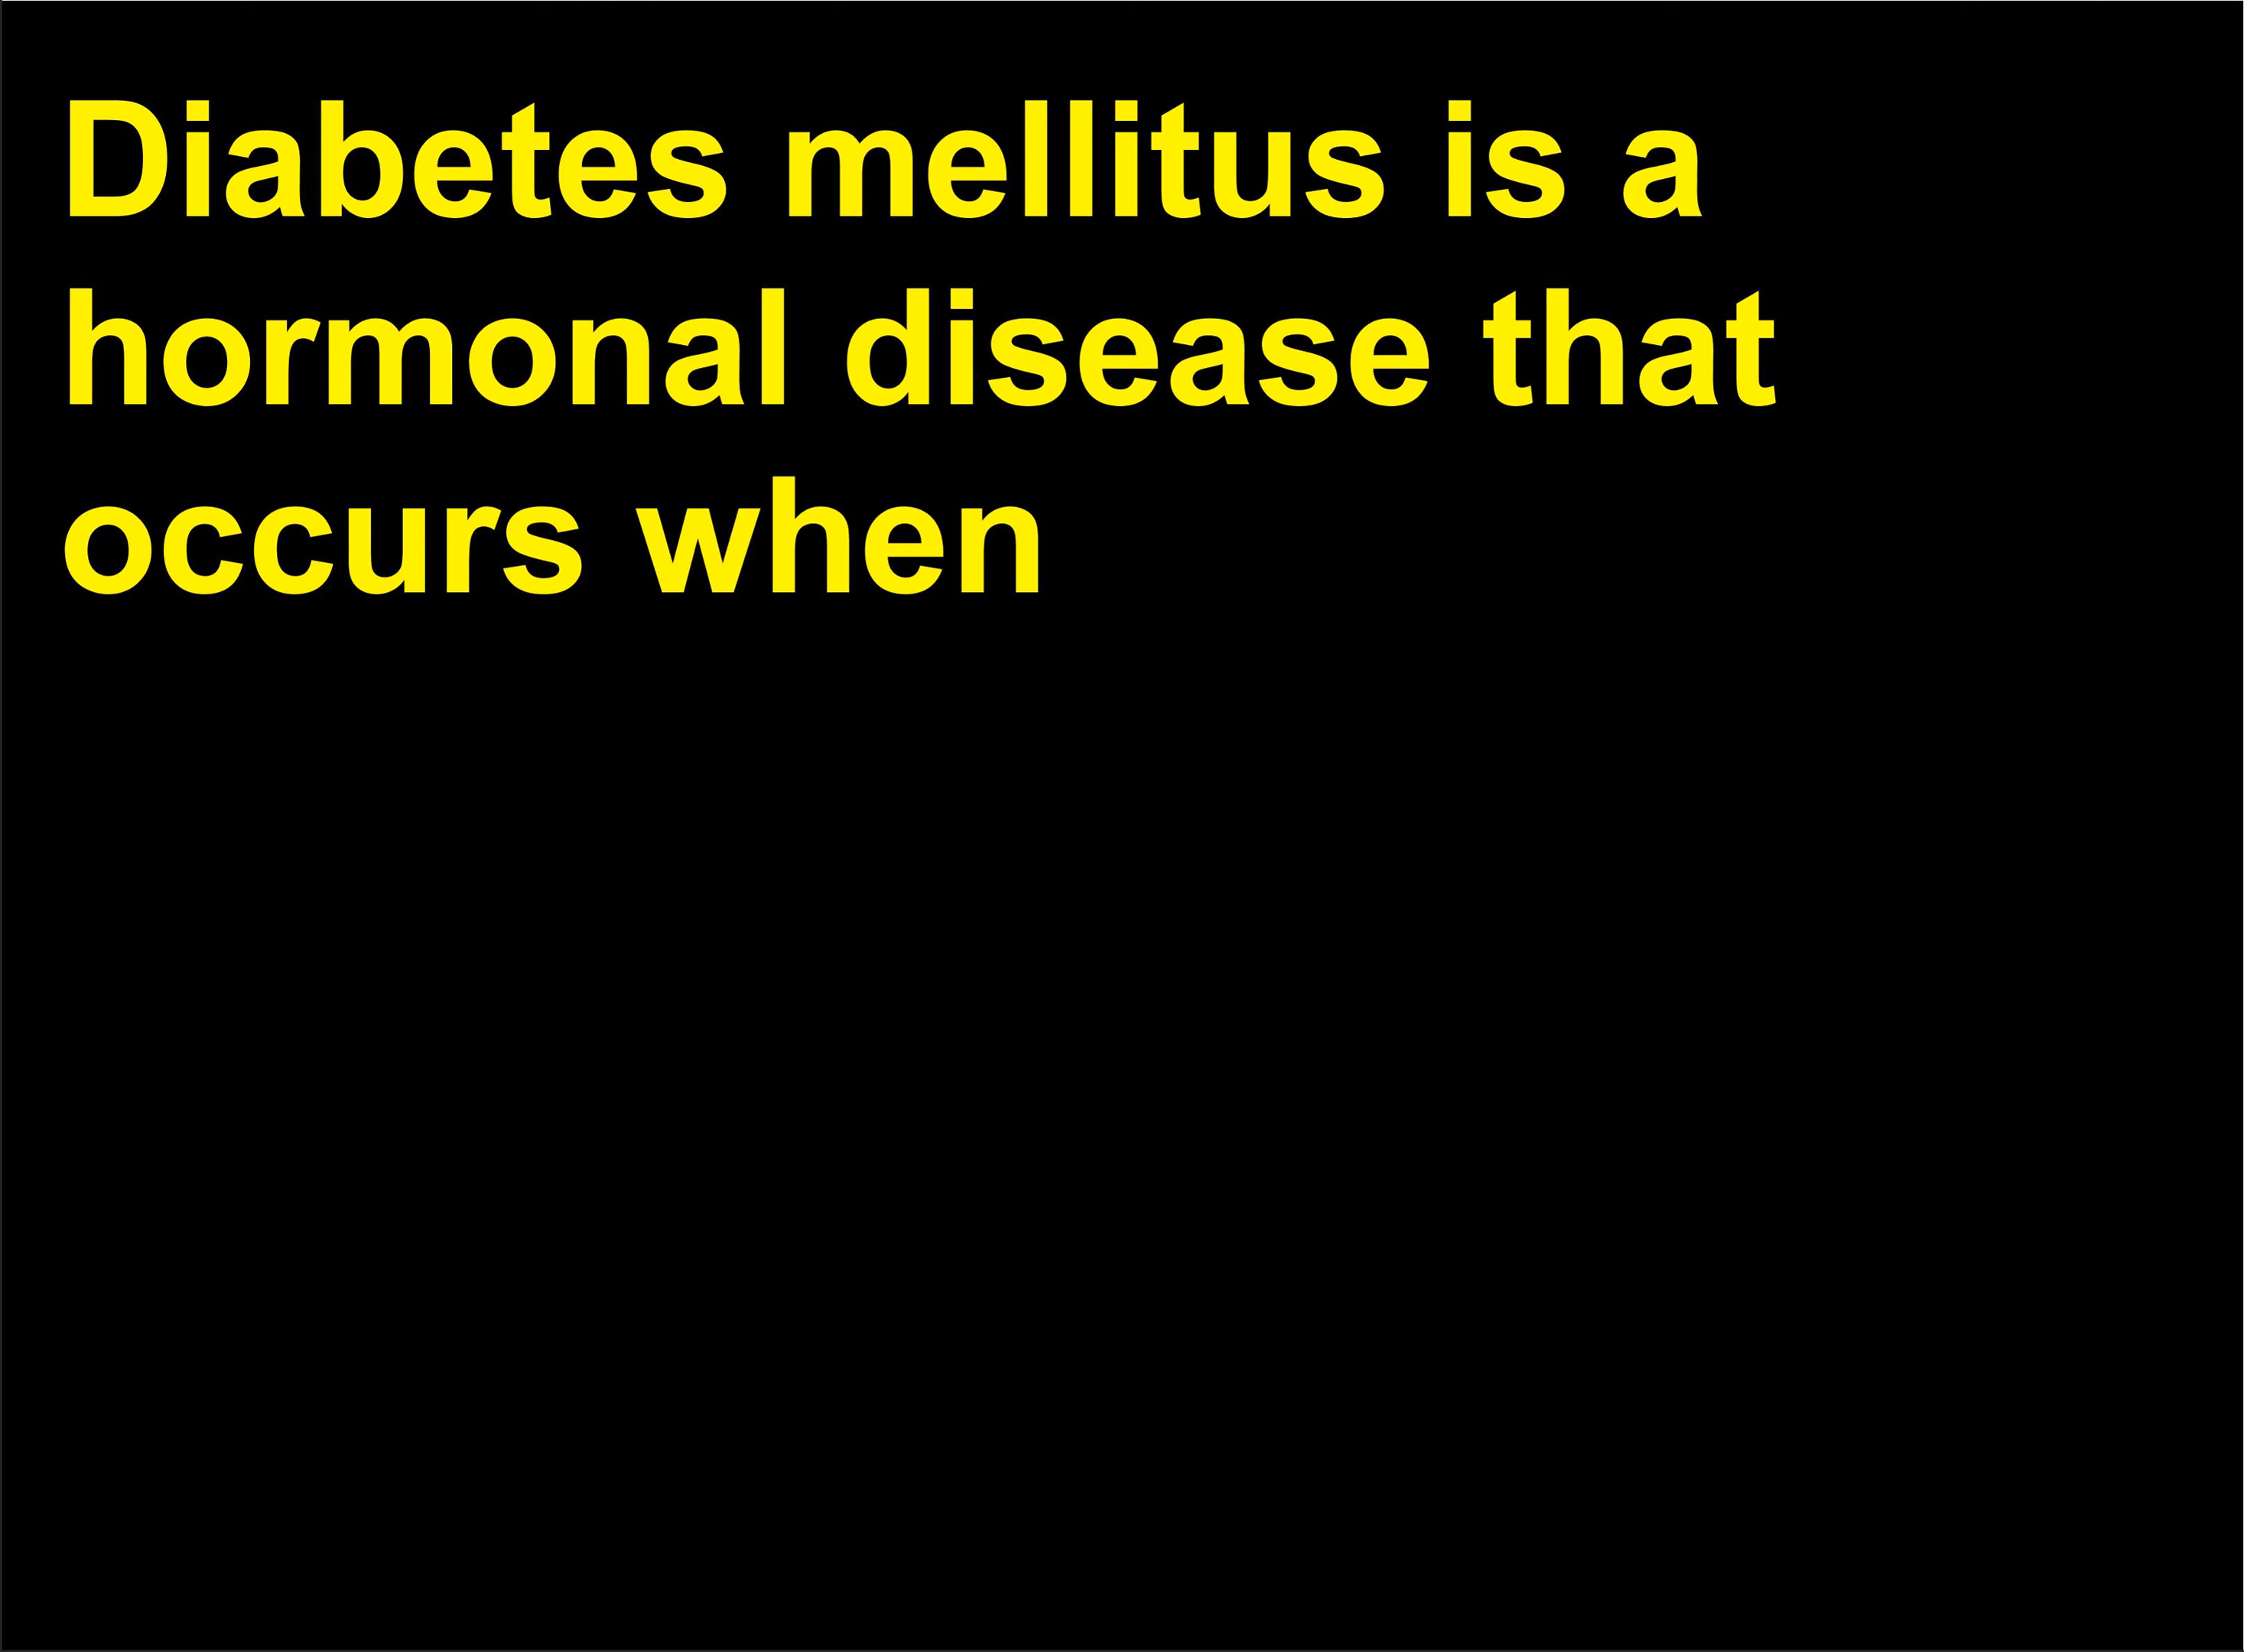 Diabetes mellitus is a
hormonal disease that
occurs when